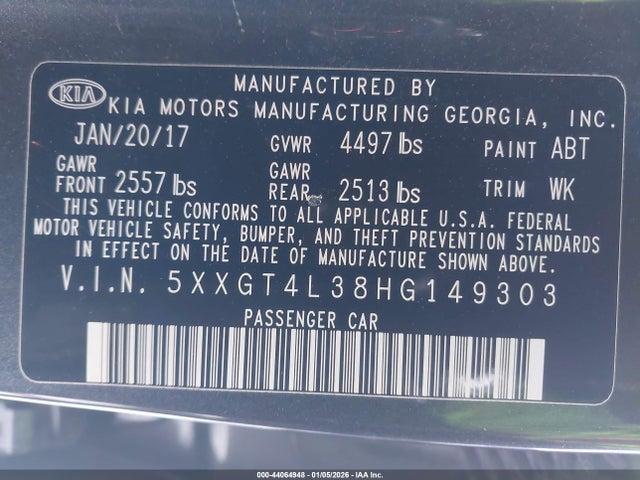 MANUFACTURED BY
KIA KIA MOTORS MANUFACTURING GEORGIA, INC.
JAN/20/17 GVWR 4497 lbs PAINT ABT
GAWR FRONT 2557 lbs GAWR REAR 2513 lbs TRIM WK
THIS VEHICLE CONFORMS TO ALL APPLICABLE U.S.A. FEDERAL
MOTOR VEHICLE SAFETY, BUMPER, AND THEFT PREVENTION STANDARDS
IN EFFECT ON THE DATE OF MANUFACTURE SHOWN ABOVE.
V.I.N. 5XXGT4L38HG149303
PASSENGER CAR
000-44064948 - 01/05/2026 - IAA Inc.